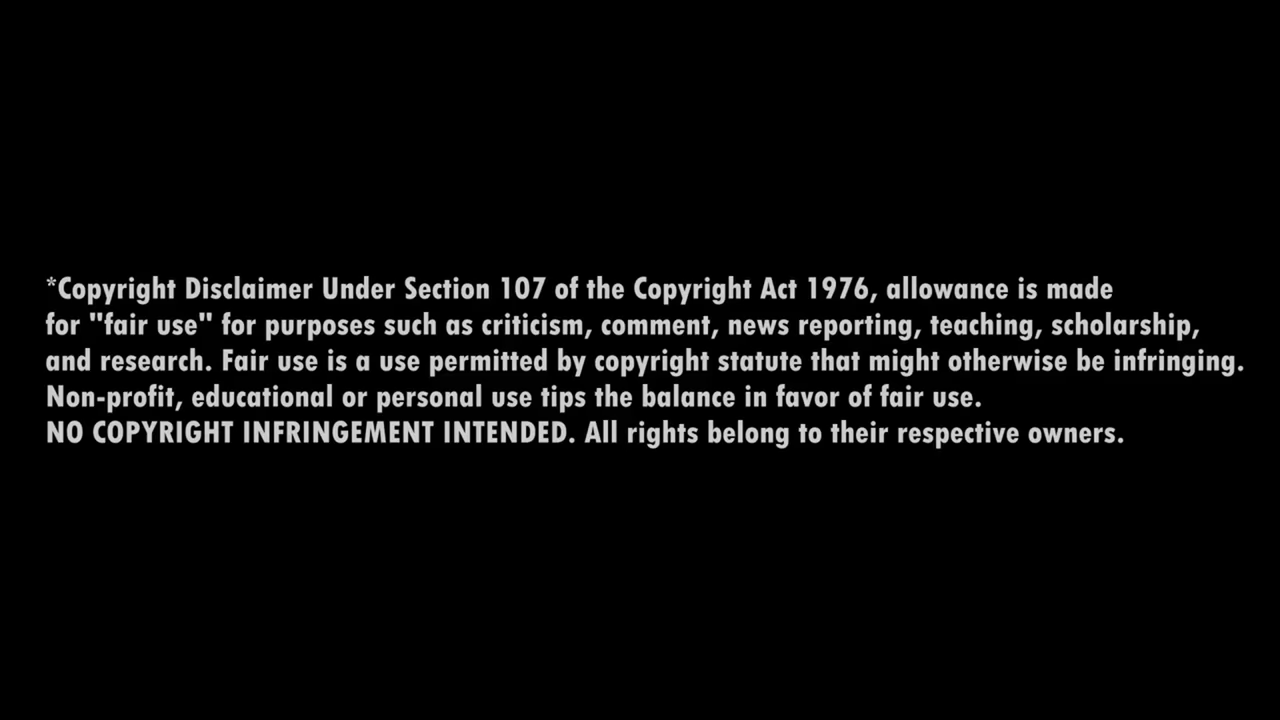 *Copyright Disclaimer Under Section 107 of the Copyright Act 1976, allowance is made
for "fair use" for purposes such as criticism, comment, news reporting, teaching, scholarship,
and research. Fair use is a use permitted by copyright statute that might otherwise be infringing.
Non-profit, educational or personal use tips the balance in favor of fair use.
NO COPYRIGHT INFRINGEMENT INTENDED. All rights belong to their respective owners.